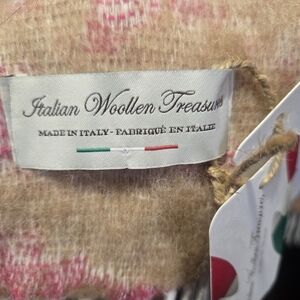 Italian Woollen Treasures
MADE IN ITALY - FABRIQUÉ EN ITALIE